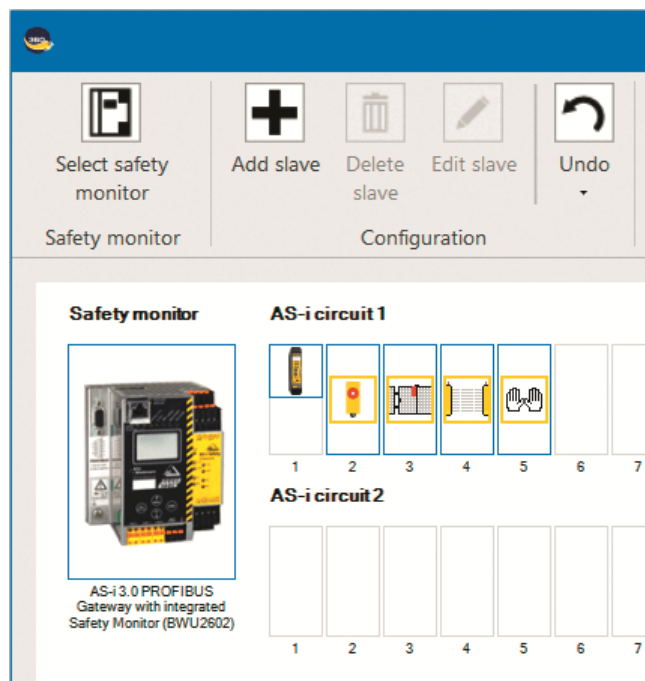 360
Select safety
monitor
Add slave
Delete
slave
Edit slave
Undo
Safety monitor
Configuration
Safety monitor
AS-i circuit 1
1 2 3 4 5 6 7
AS-i circuit 2
AS-i 3.0 PROFIBUS
Gateway with integrated
Safety Monitor (BWU2602)
1 2 3 4 5 6 7